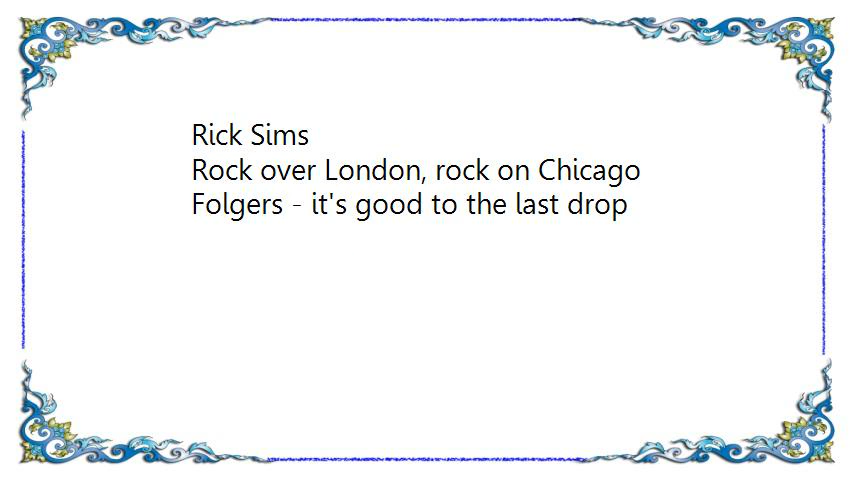 Rick Sims
Rock over London, rock on Chicago
Folgers - it's good to the last drop